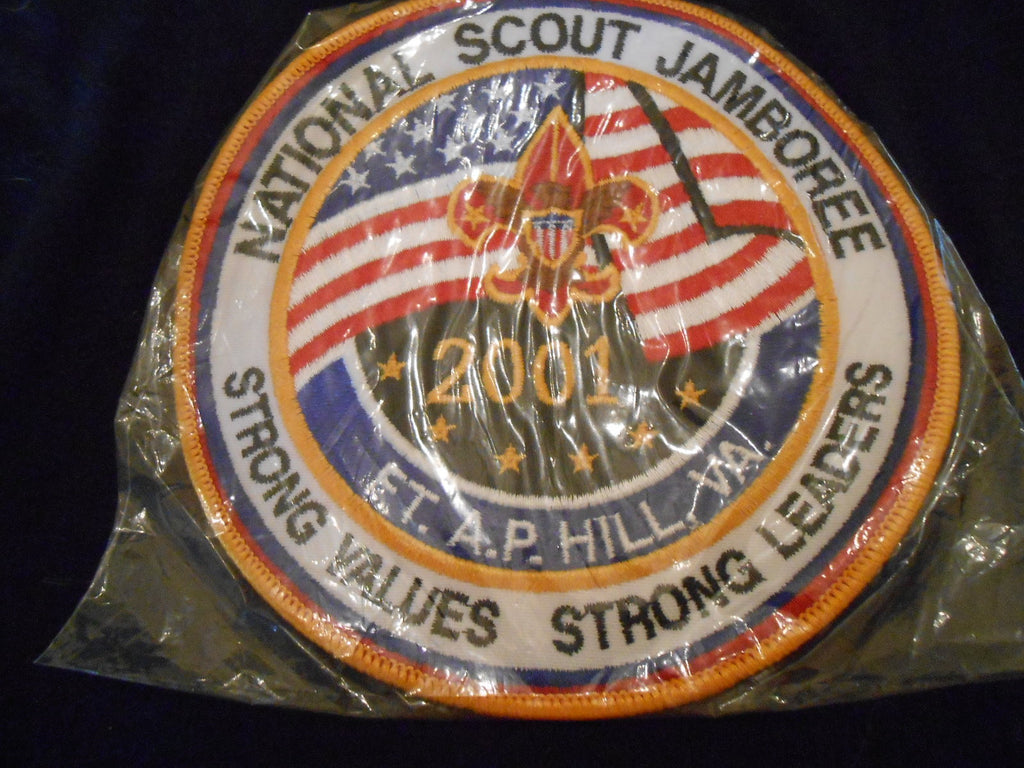 NATIONAL SCOUT JAMBOREE
2001
FT. A.P. HILL, VA.
STRONG VALUES STRONG LEADERS